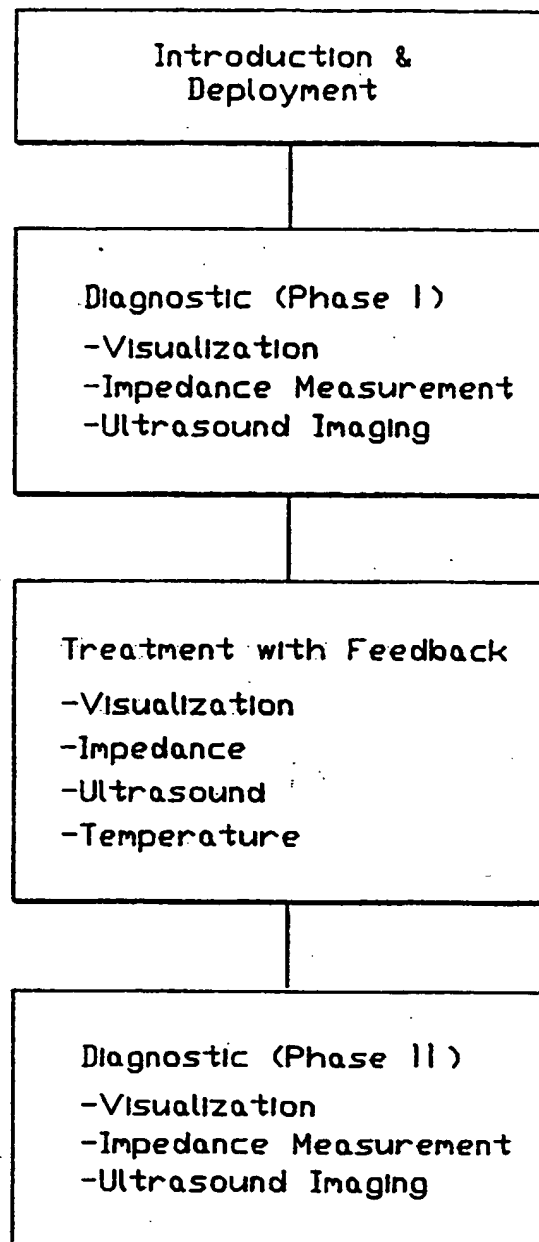 Introduction &
Deployment
Diagnostic (Phase I)
-Visualization
-Impedance Measurement
-Ultrasound Imaging
Treatment with Feedback
-Visualization
-Impedance
-Ultrasound
-Temperature
Diagnostic (Phase II)
-Visualization
-Impedance Measurement
-Ultrasound Imaging